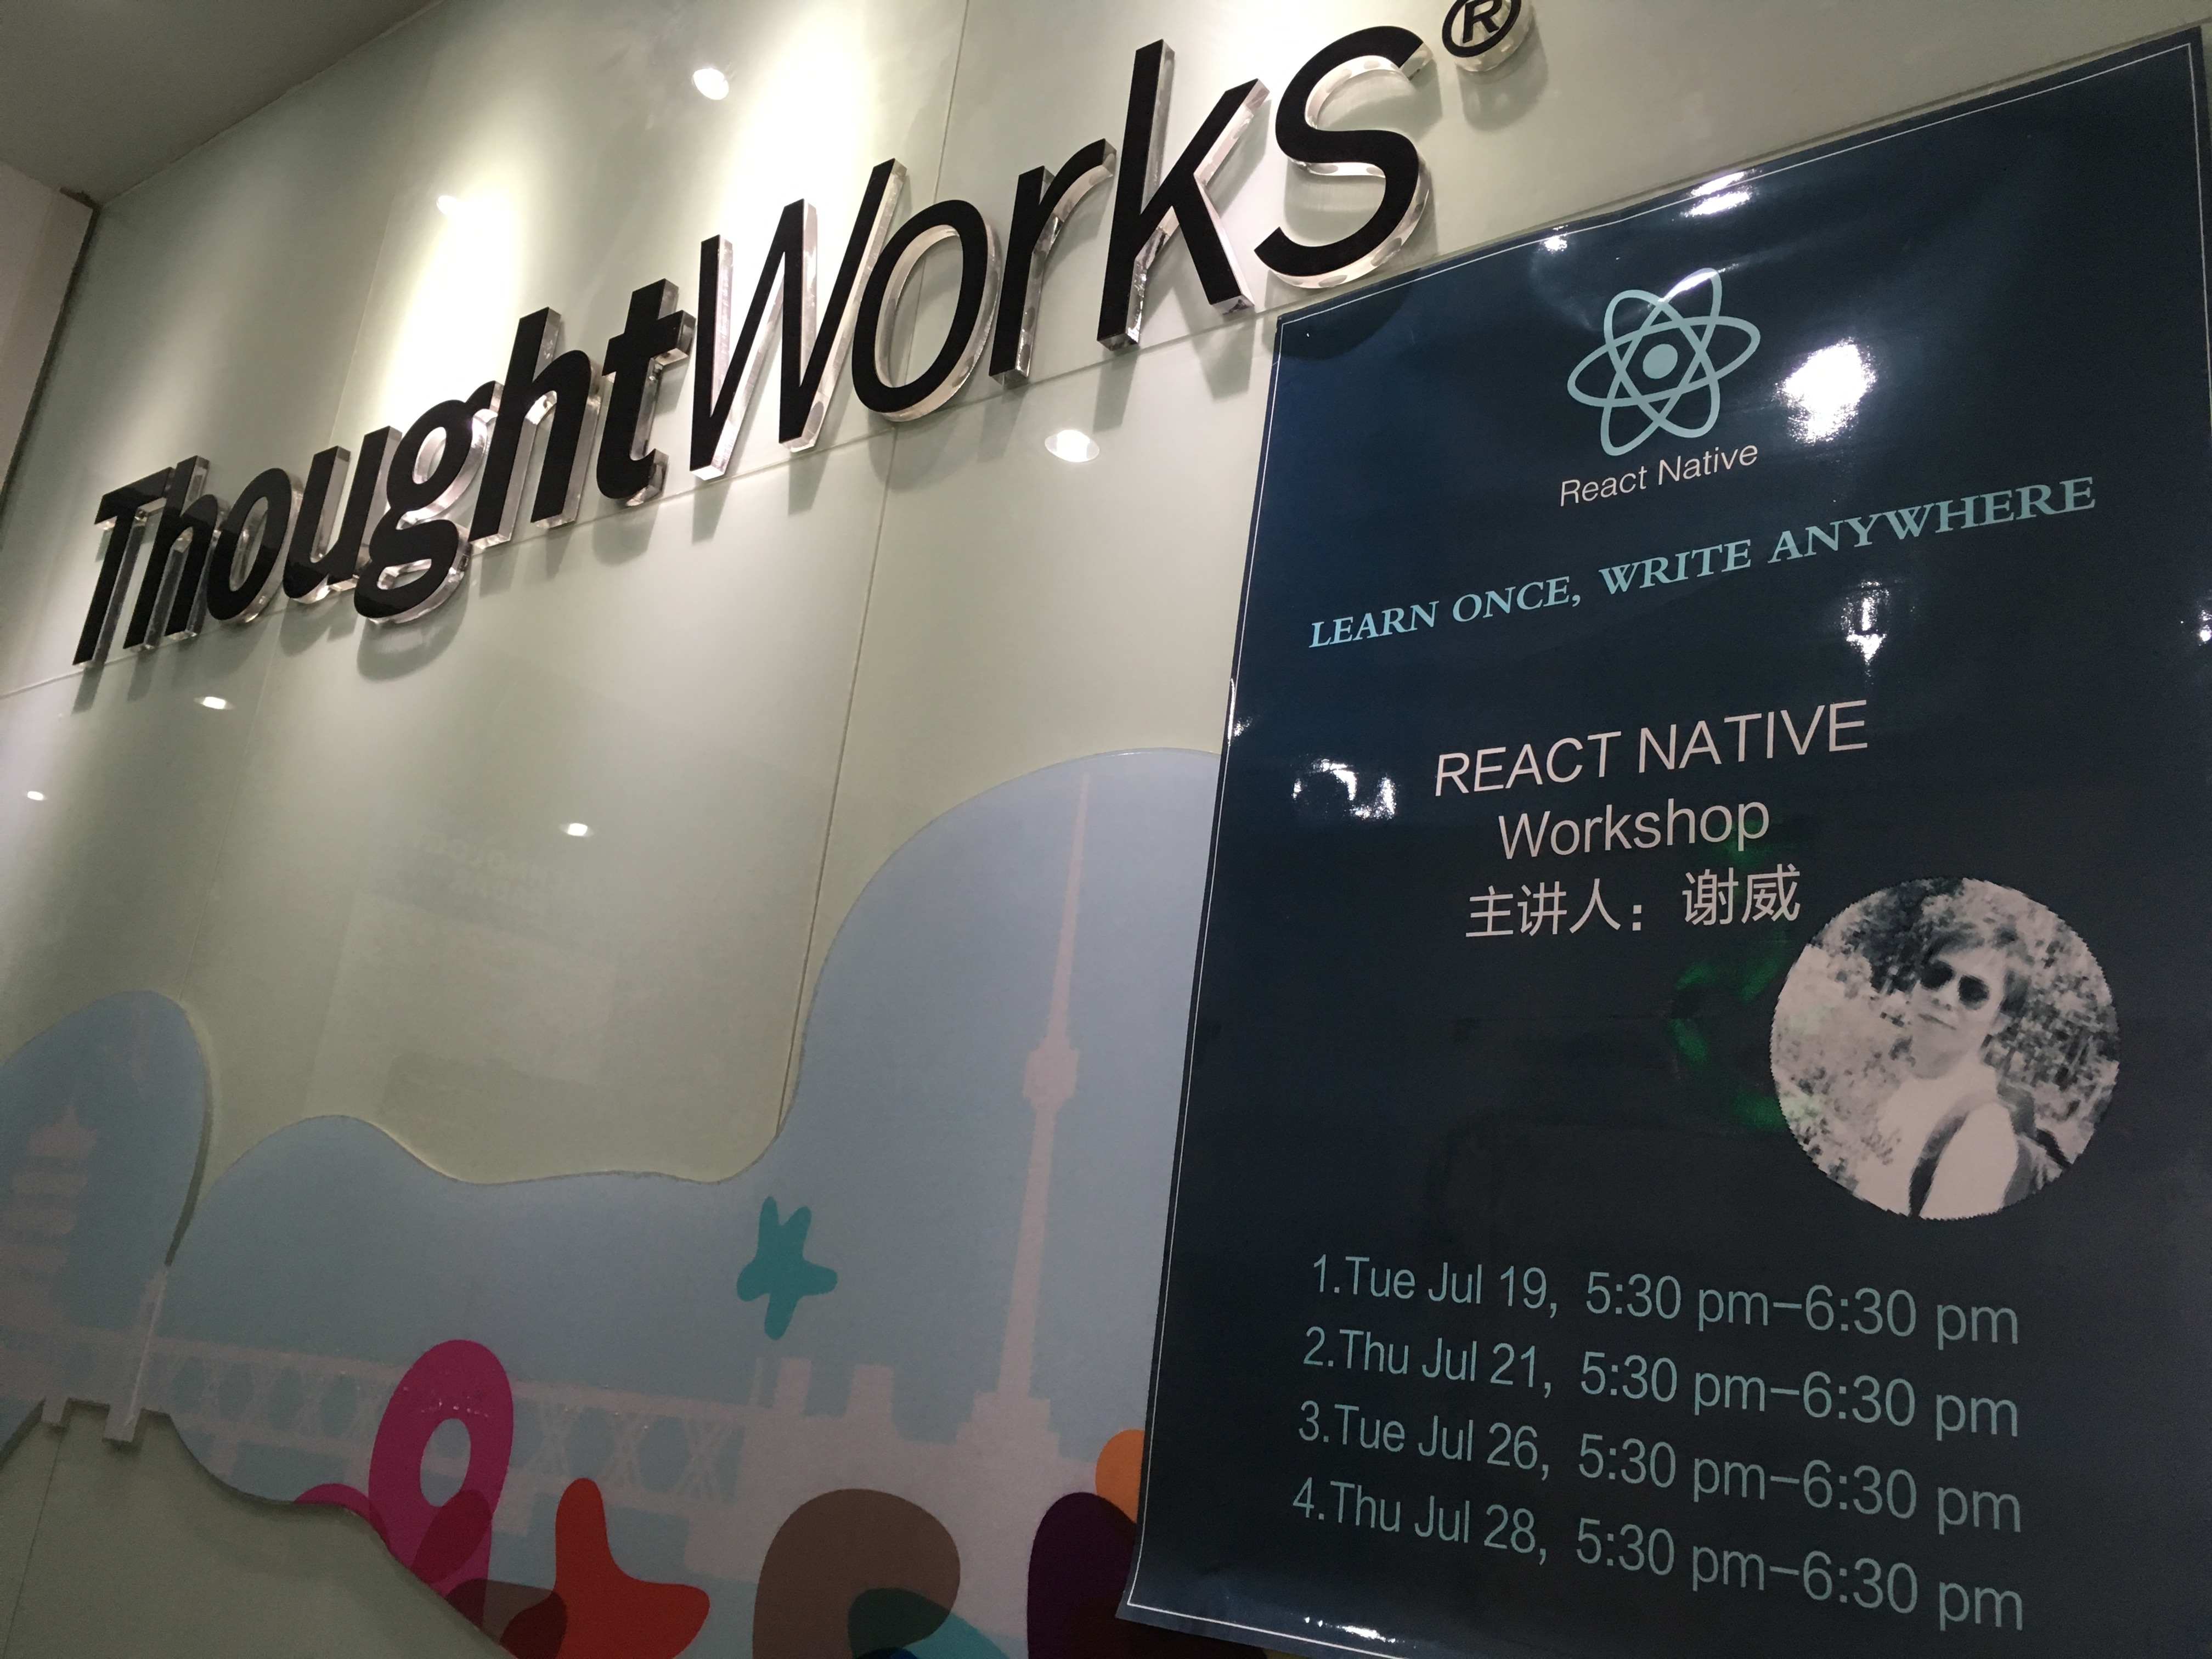 ThoughtWorks®
React Native
LEARN ONCE, WRITE ANYWHERE
REACT NATIVE
Workshop
主讲人：谢威
1.Tue Jul 19, 5:30 pm–6:30 pm
2.Thu Jul 21, 5:30 pm–6:30 pm
3.Tue Jul 26, 5:30 pm–6:30 pm
4.Thu Jul 28, 5:30 pm–6:30 pm